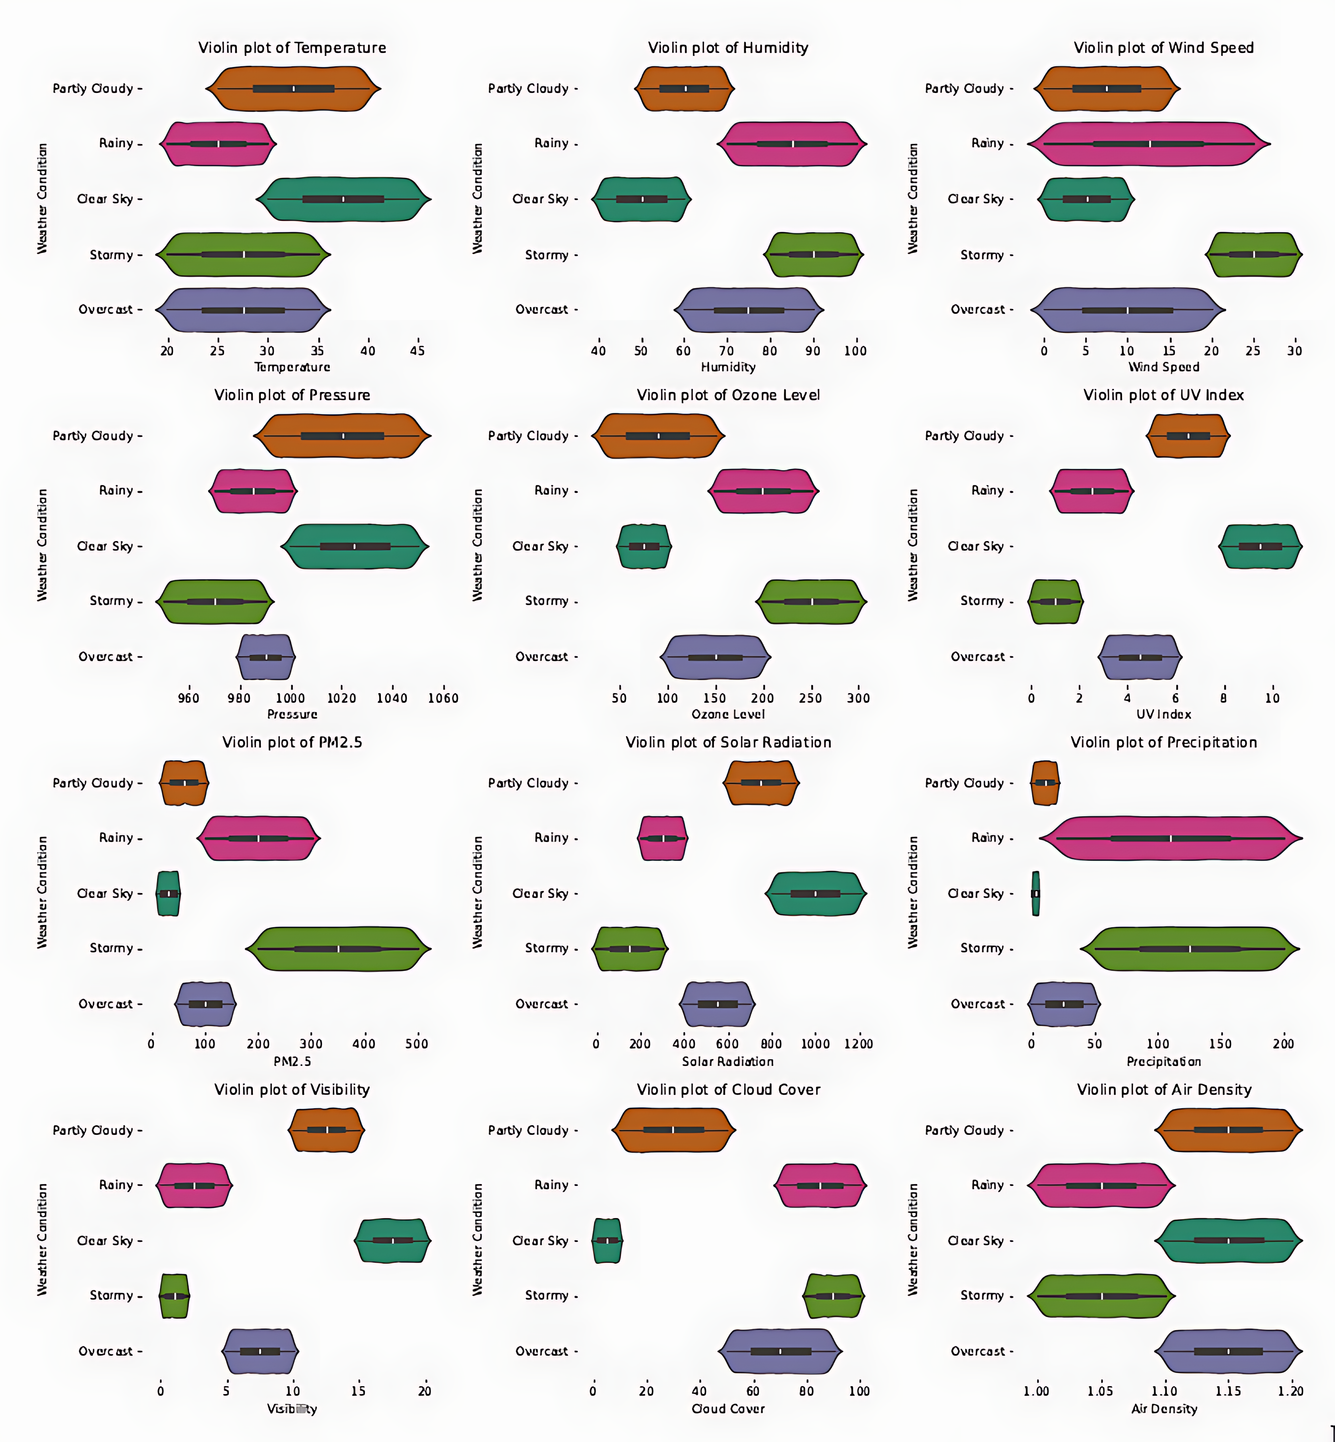 Violin plot of Temperature
Weather Condition
Partly Cloudy
Rainy
Clear Sky
Stormy
Overcast
20 25 30 35 40 45
Temperature
Violin plot of Humidity
Weather Condition
Partly Cloudy
Rainy
Clear Sky
Stormy
Overcast
40 50 60 70 80 90 100
Humidity
Violin plot of Wind Speed
Weather Condition
Partly Cloudy
Rainy
Clear Sky
Stormy
Overcast
0 5 10 15 20 25 30
Wind Speed
Violin plot of Pressure
Weather Condition
Partly Cloudy
Rainy
Clear Sky
Stormy
Overcast
960 980 1000 1020 1040 1060
Pressure
Violin plot of Ozone Level
Weather Condition
Partly Cloudy
Rainy
Clear Sky
Stormy
Overcast
50 100 150 200 250 300
Ozone Level
Violin plot of UV Index
Weather Condition
Partly Cloudy
Rainy
Clear Sky
Stormy
Overcast
0 2 4 6 8 10
UV Index
Violin plot of PM2.5
Weather Condition
Partly Cloudy
Rainy
Clear Sky
Stormy
Overcast
0 100 200 300 400 500
PM2.5
Violin plot of Solar Radiation
Weather Condition
Partly Cloudy
Rainy
Clear Sky
Stormy
Overcast
0 200 400 600 800 1000 1200
Solar Radiation
Violin plot of Precipitation
Weather Condition
Partly Cloudy
Rainy
Clear Sky
Stormy
Overcast
0 50 100 150 200
Precipitation
Violin plot of Visibility
Weather Condition
Partly Cloudy
Rainy
Clear Sky
Stormy
Overcast
0 5 10 15 20
Visibility
Violin plot of Cloud Cover
Weather Condition
Partly Cloudy
Rainy
Clear Sky
Stormy
Overcast
0 20 40 60 80 100
Cloud Cover
Violin plot of Air Density
Weather Condition
Partly Cloudy
Rainy
Clear Sky
Stormy
Overcast
1.00 1.05 1.10 1.15 1.20
Air Density